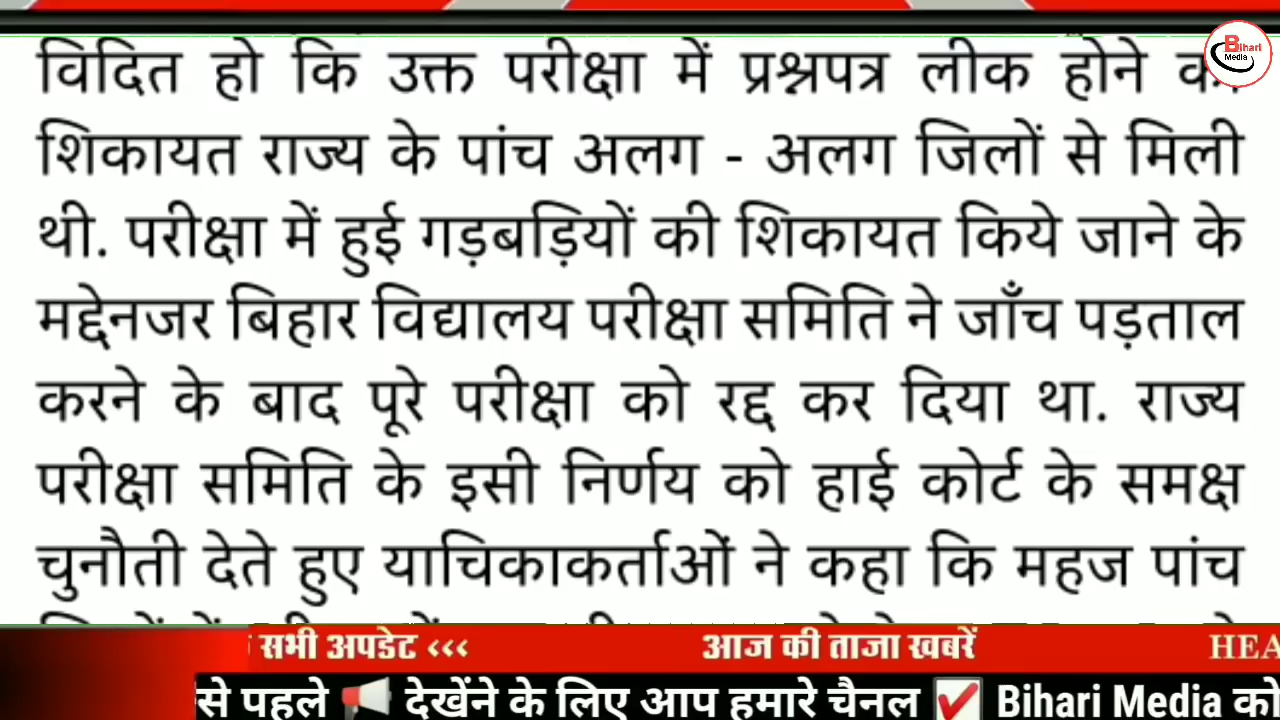 विदित हो कि उक्त परीक्षा में प्रश्नपत्र लीक होने
Bihari Media
शिकायत राज्य के पांच अलग - अलग जिलों से मिली
थी. परीक्षा में हुई गड़बड़ियों की शिकायत किये जाने के
मद्देनजर बिहार विद्यालय परीक्षा समिति ने जाँच पड़ताल
करने के बाद पूरे परीक्षा को रद्द कर दिया था. राज्य
परीक्षा समिति के इसी निर्णय को हाई कोर्ट के समक्ष
चुनौती देते हुए याचिकाकर्ताओं ने कहा कि महज पांच
सभी अपडेट <<< आज की ताजा खबरें HEA
से पहले 📢 देखेंने के लिए आप हमारे चैनल ✅ Bihari Media को